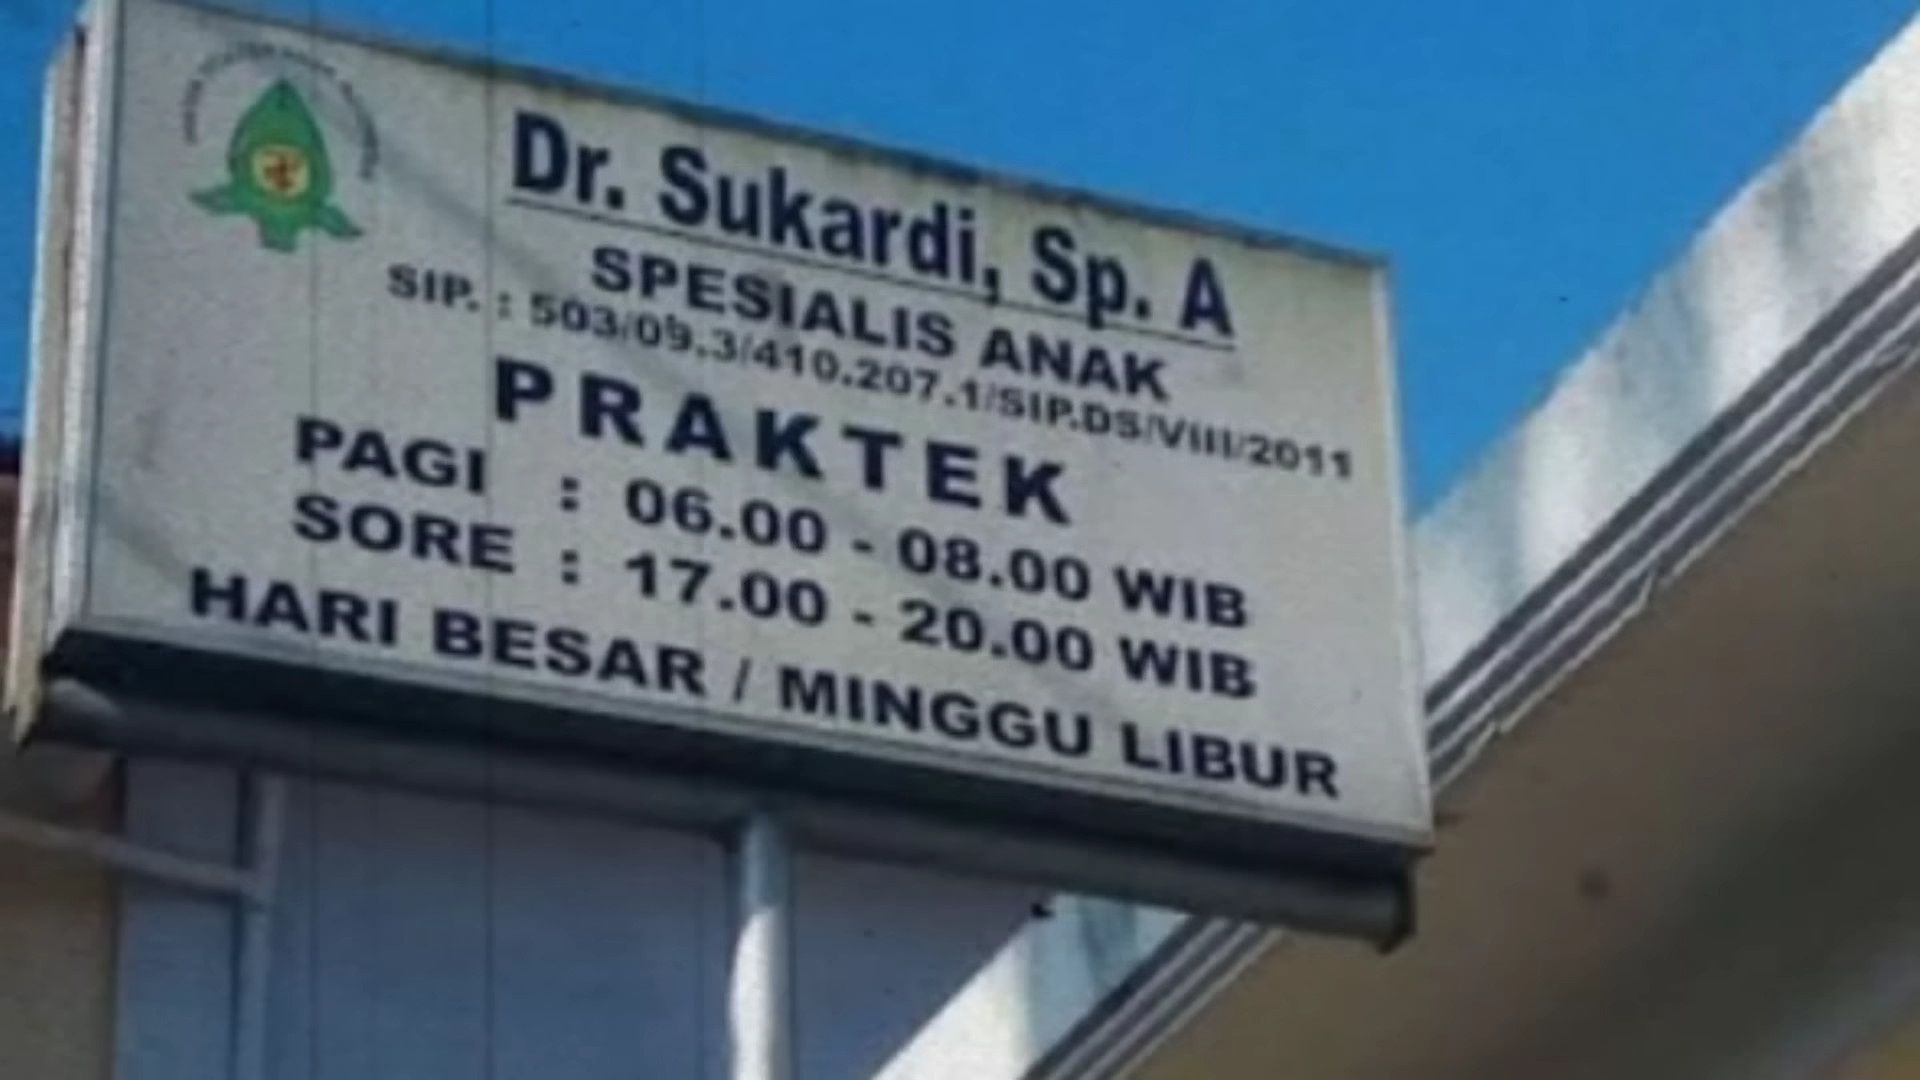 Dr. Sukardi, Sp. A
SPESIALIS ANAK
SIP. : 503/09.3/410.207.1/SIP.DS/VIII/2011
PRAKTEK
PAGI : 06.00 - 08.00 WIB
SORE : 17.00 - 20.00 WIB
HARI BESAR / MINGGU LIBUR